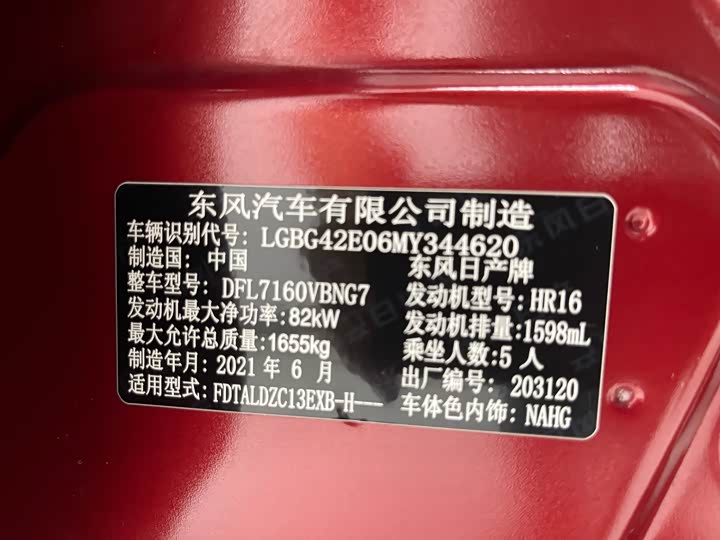 东风汽车有限公司制造
车辆识别代号: LGBG42E06MY344620
制造国: 中国 东风日产牌
整车型号: DFL7160VBNG7 发动机型号: HR16
发动机最大净功率:82kW 发动机排量:1598mL
最大允许总质量:1655kg 乘坐人数:5 人
制造年月: 2021 年 6 月 出厂编号: 203120
适用型式: FDTALDZC13EXB-H--- 车体色内饰: NAHG